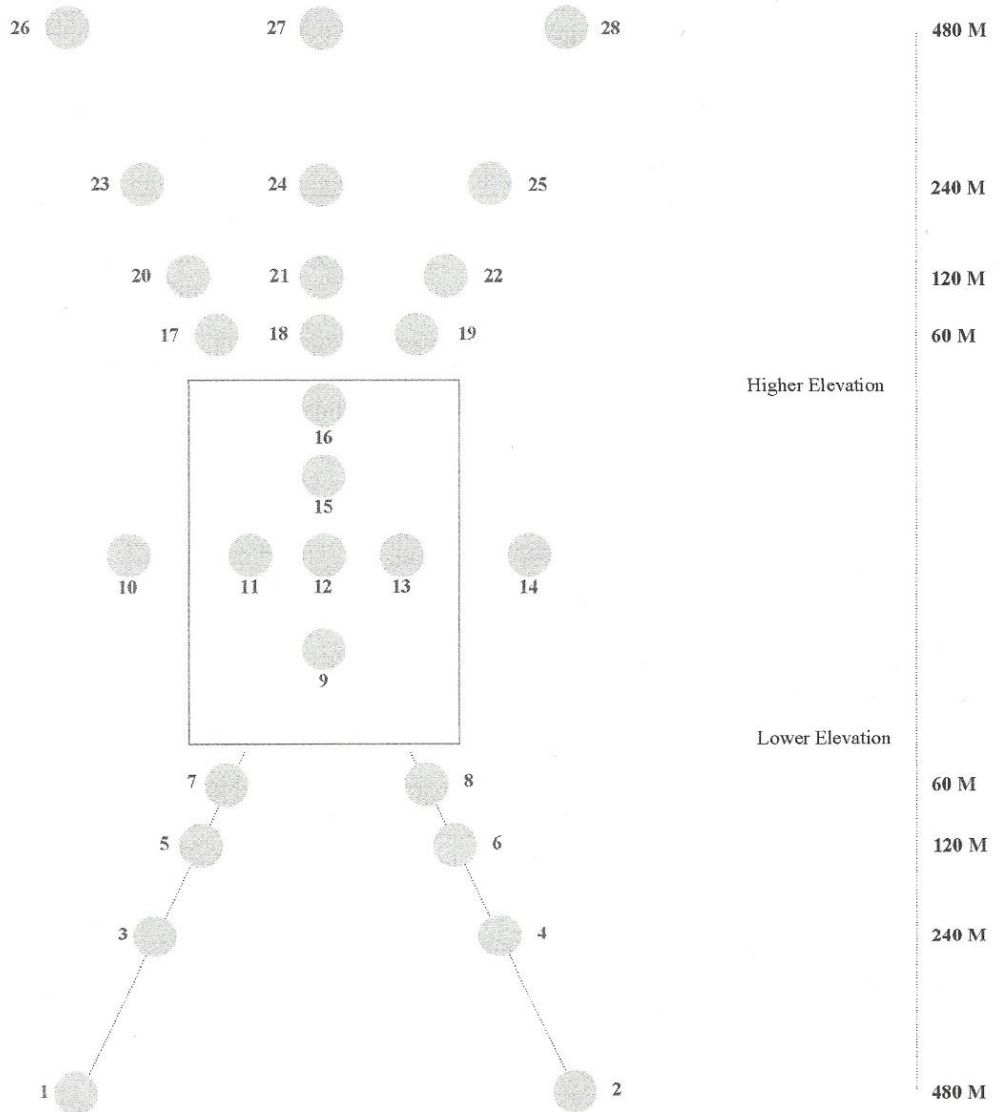 26 27 28 480 M
23 24 25 240 M
20 21 22 120 M
17 18 19 60 M
Higher Elevation
16
15
10 11 12 13 14
9
Lower Elevation
7 8 60 M
5 6 120 M
3 4 240 M
1 2 480 M